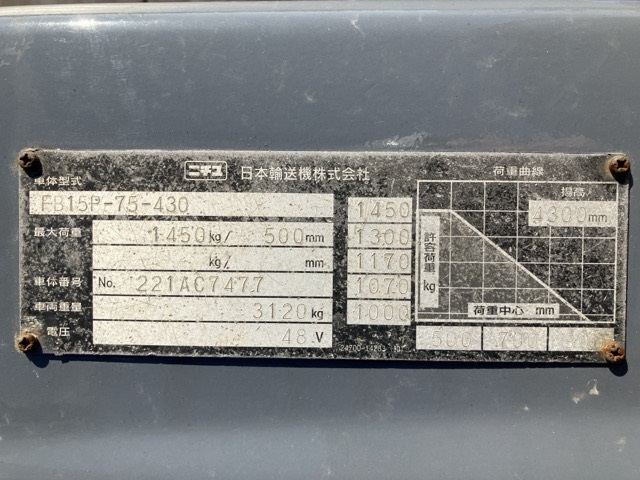 ニチユ 日本輸送機株式会社
車体型式 FB15P-75-430
最大荷重 1450kg/ 500mm
kg/ mm
車体番号 No. 221AC7477
車両重量 3120kg
電圧 48V
荷重曲線
揚高 4300mm
1450
1300
1170
1070
1000
許容荷重 kg
荷重中心 mm
500 700